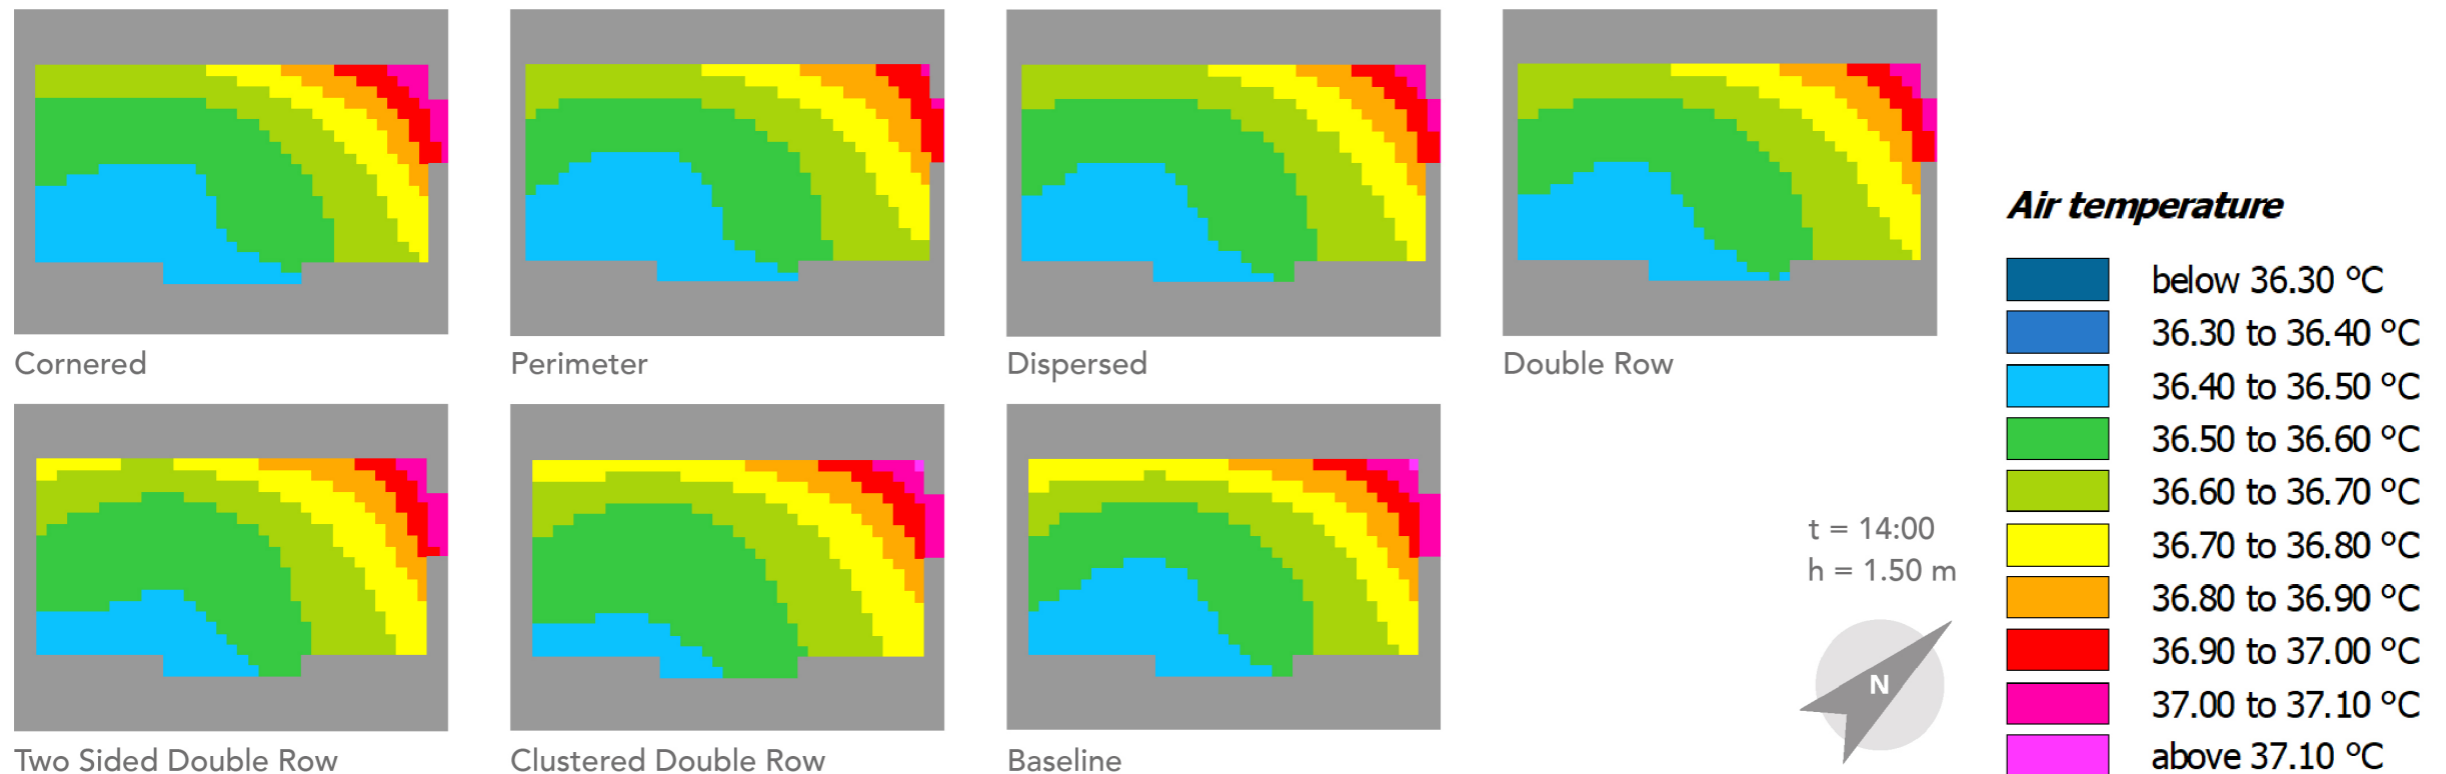 Cornered
Perimeter
Dispersed
Double Row
Two Sided Double Row
Clustered Double Row
Baseline
t = 14:00
h = 1.50 m
N
Air temperature
below 36.30 °C
36.30 to 36.40 °C
36.40 to 36.50 °C
36.50 to 36.60 °C
36.60 to 36.70 °C
36.70 to 36.80 °C
36.80 to 36.90 °C
36.90 to 37.00 °C
37.00 to 37.10 °C
above 37.10 °C